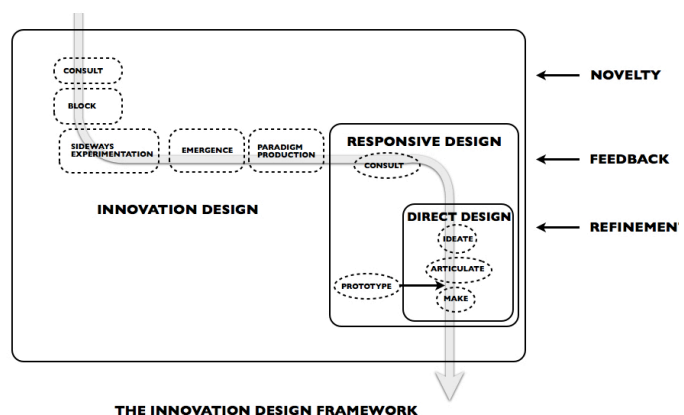 CONSULT
NOVELTY
BLOCK
SIDEWAYS
EXPERIMENTATION
EMERGENCE
PARADIGM
PRODUCTION
RESPONSIVE DESIGN
CONSULT
FEEDBACK
INNOVATION DESIGN
DIRECT DESIGN
REFINEMENT
IDEATE
ARTICULATE
PROTOTYPE
MAKE
THE INNOVATION DESIGN FRAMEWORK